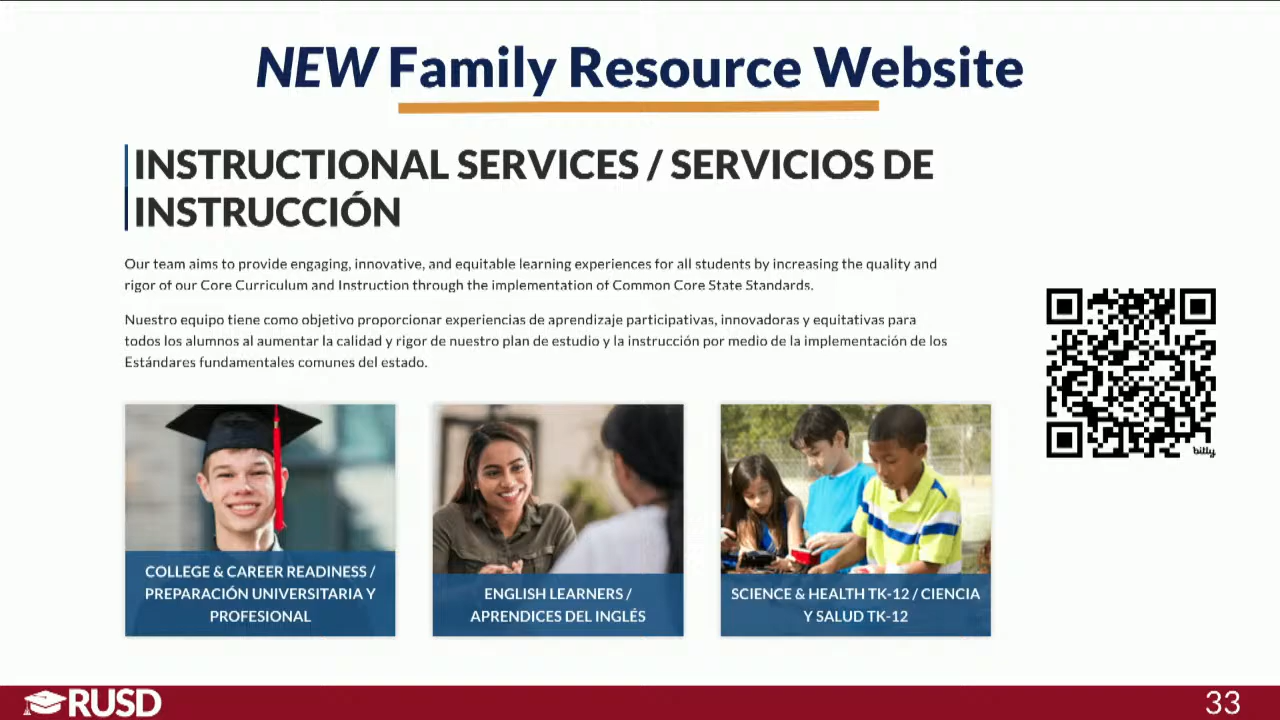 NEW Family Resource Website
INSTRUCTIONAL SERVICES / SERVICIOS DE
INSTRUCCIÓN
Our team aims to provide engaging, innovative, and equitable learning experiences for all students by increasing the quality and
rigor of our Core Curriculum and Instruction through the implementation of Common Core State Standards.
Nuestro equipo tiene como objetivo proporcionar experiencias de aprendizaje participativas, innovadoras y equitativas para
todos los alumnos al aumentar la calidad y rigor de nuestro plan de estudio y la instrucción por medio de la implementación de los
Estándares fundamentales comunes del estado.
bitly
COLLEGE & CAREER READINESS /
PREPARACIÓN UNIVERSITARIA Y
PROFESIONAL
ENGLISH LEARNERS /
APRENDICES DEL INGLÉS
SCIENCE & HEALTH TK-12 / CIENCIA
Y SALUD TK-12
RUSD
33